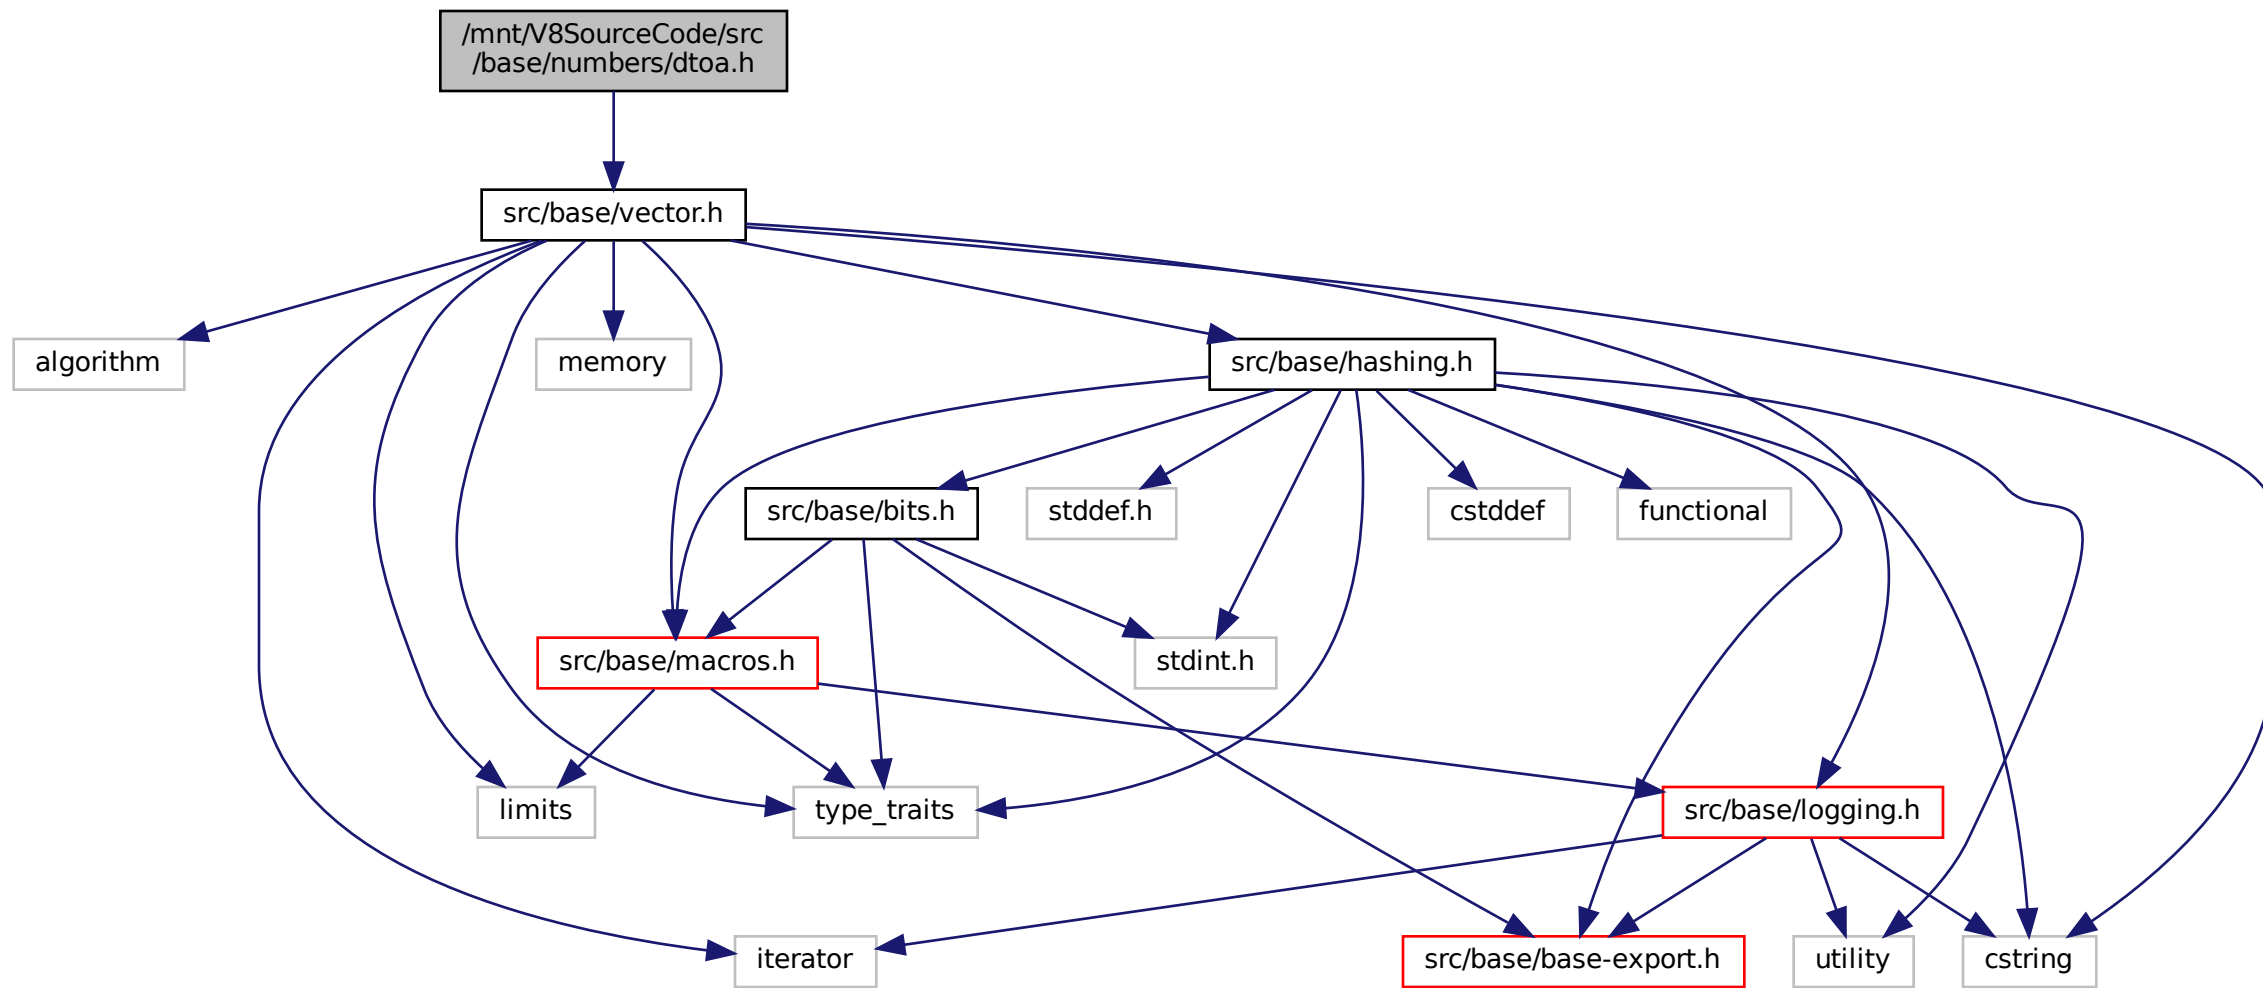 /mnt/V8SourceCode/src
/base/numbers/dtoa.h
src/base/vector.h
algorithm
memory
src/base/hashing.h
src/base/bits.h
stddef.h
cstddef
functional
src/base/macros.h
stdint.h
limits
type_traits
src/base/logging.h
iterator
src/base/base-export.h
utility
cstring